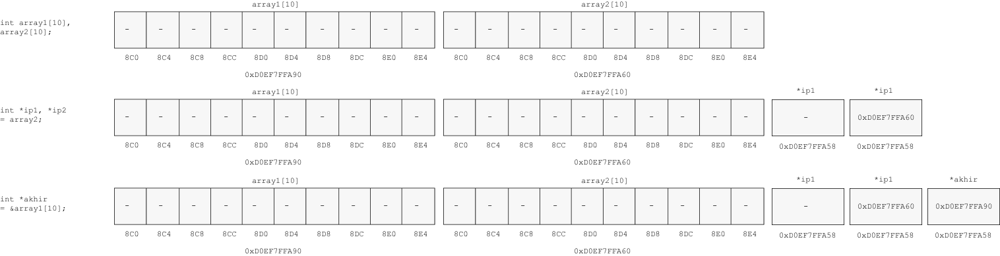 array1[10] array2[10]
int array1[10],
array2[10];
- - - - - - - - - - - - - - - - - - - -
8C0 8C4 8C8 8CC 8D0 8D4 8D8 8DC 8E0 8E4 8C0 8C4 8C8 8CC 8D0 8D4 8D8 8DC 8E0 8E4
0xD0EF7FFA90 0xD0EF7FFA60
array1[10] array2[10] *ip1 *ip1
int *ip1, *ip2
= array2;
- - - - - - - - - - - - - - - - - - - - - 0xD0EF7FFA60
8C0 8C4 8C8 8CC 8D0 8D4 8D8 8DC 8E0 8E4 8C0 8C4 8C8 8CC 8D0 8D4 8D8 8DC 8E0 8E4 0xD0EF7FFA58 0xD0EF7FFA58
0xD0EF7FFA90 0xD0EF7FFA60
array1[10] array2[10] *ip1 *ip1 *akhir
int *akhir
= &array1[10];
- - - - - - - - - - - - - - - - - - - - - 0xD0EF7FFA60 0xD0EF7FFA90
8C0 8C4 8C8 8CC 8D0 8D4 8D8 8DC 8E0 8E4 8C0 8C4 8C8 8CC 8D0 8D4 8D8 8DC 8E0 8E4 0xD0EF7FFA58 0xD0EF7FFA58 0xD0EF7FFA58
0xD0EF7FFA90 0xD0EF7FFA60